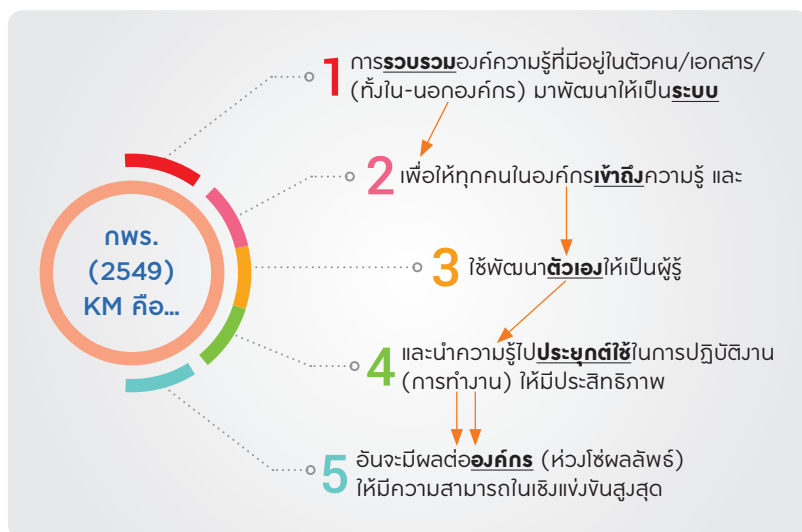 1 การรวบรวมองค์ความรู้ที่มีอยู่ในตัวคน/เอกสาร/
(ทั้งใน-นอกองค์กร) มาพัฒนาให้เป็นระบบ
2 เพื่อให้ทุกคนในองค์กรเข้าถึงความรู้ และ
กพร.
(2549)
KM คือ...
3 ใช้พัฒนาตัวเองให้เป็นผู้รู้
4 และนำความรู้ไปประยุกต์ใช้ในการปฏิบัติงาน
(การทำงาน) ให้มีประสิทธิภาพ
5 อันจะมีผลต่อองค์กร (ห่วงโซ่ผลลัพธ์)
ให้มีความสามารถในเชิงแข่งขันสูงสุด